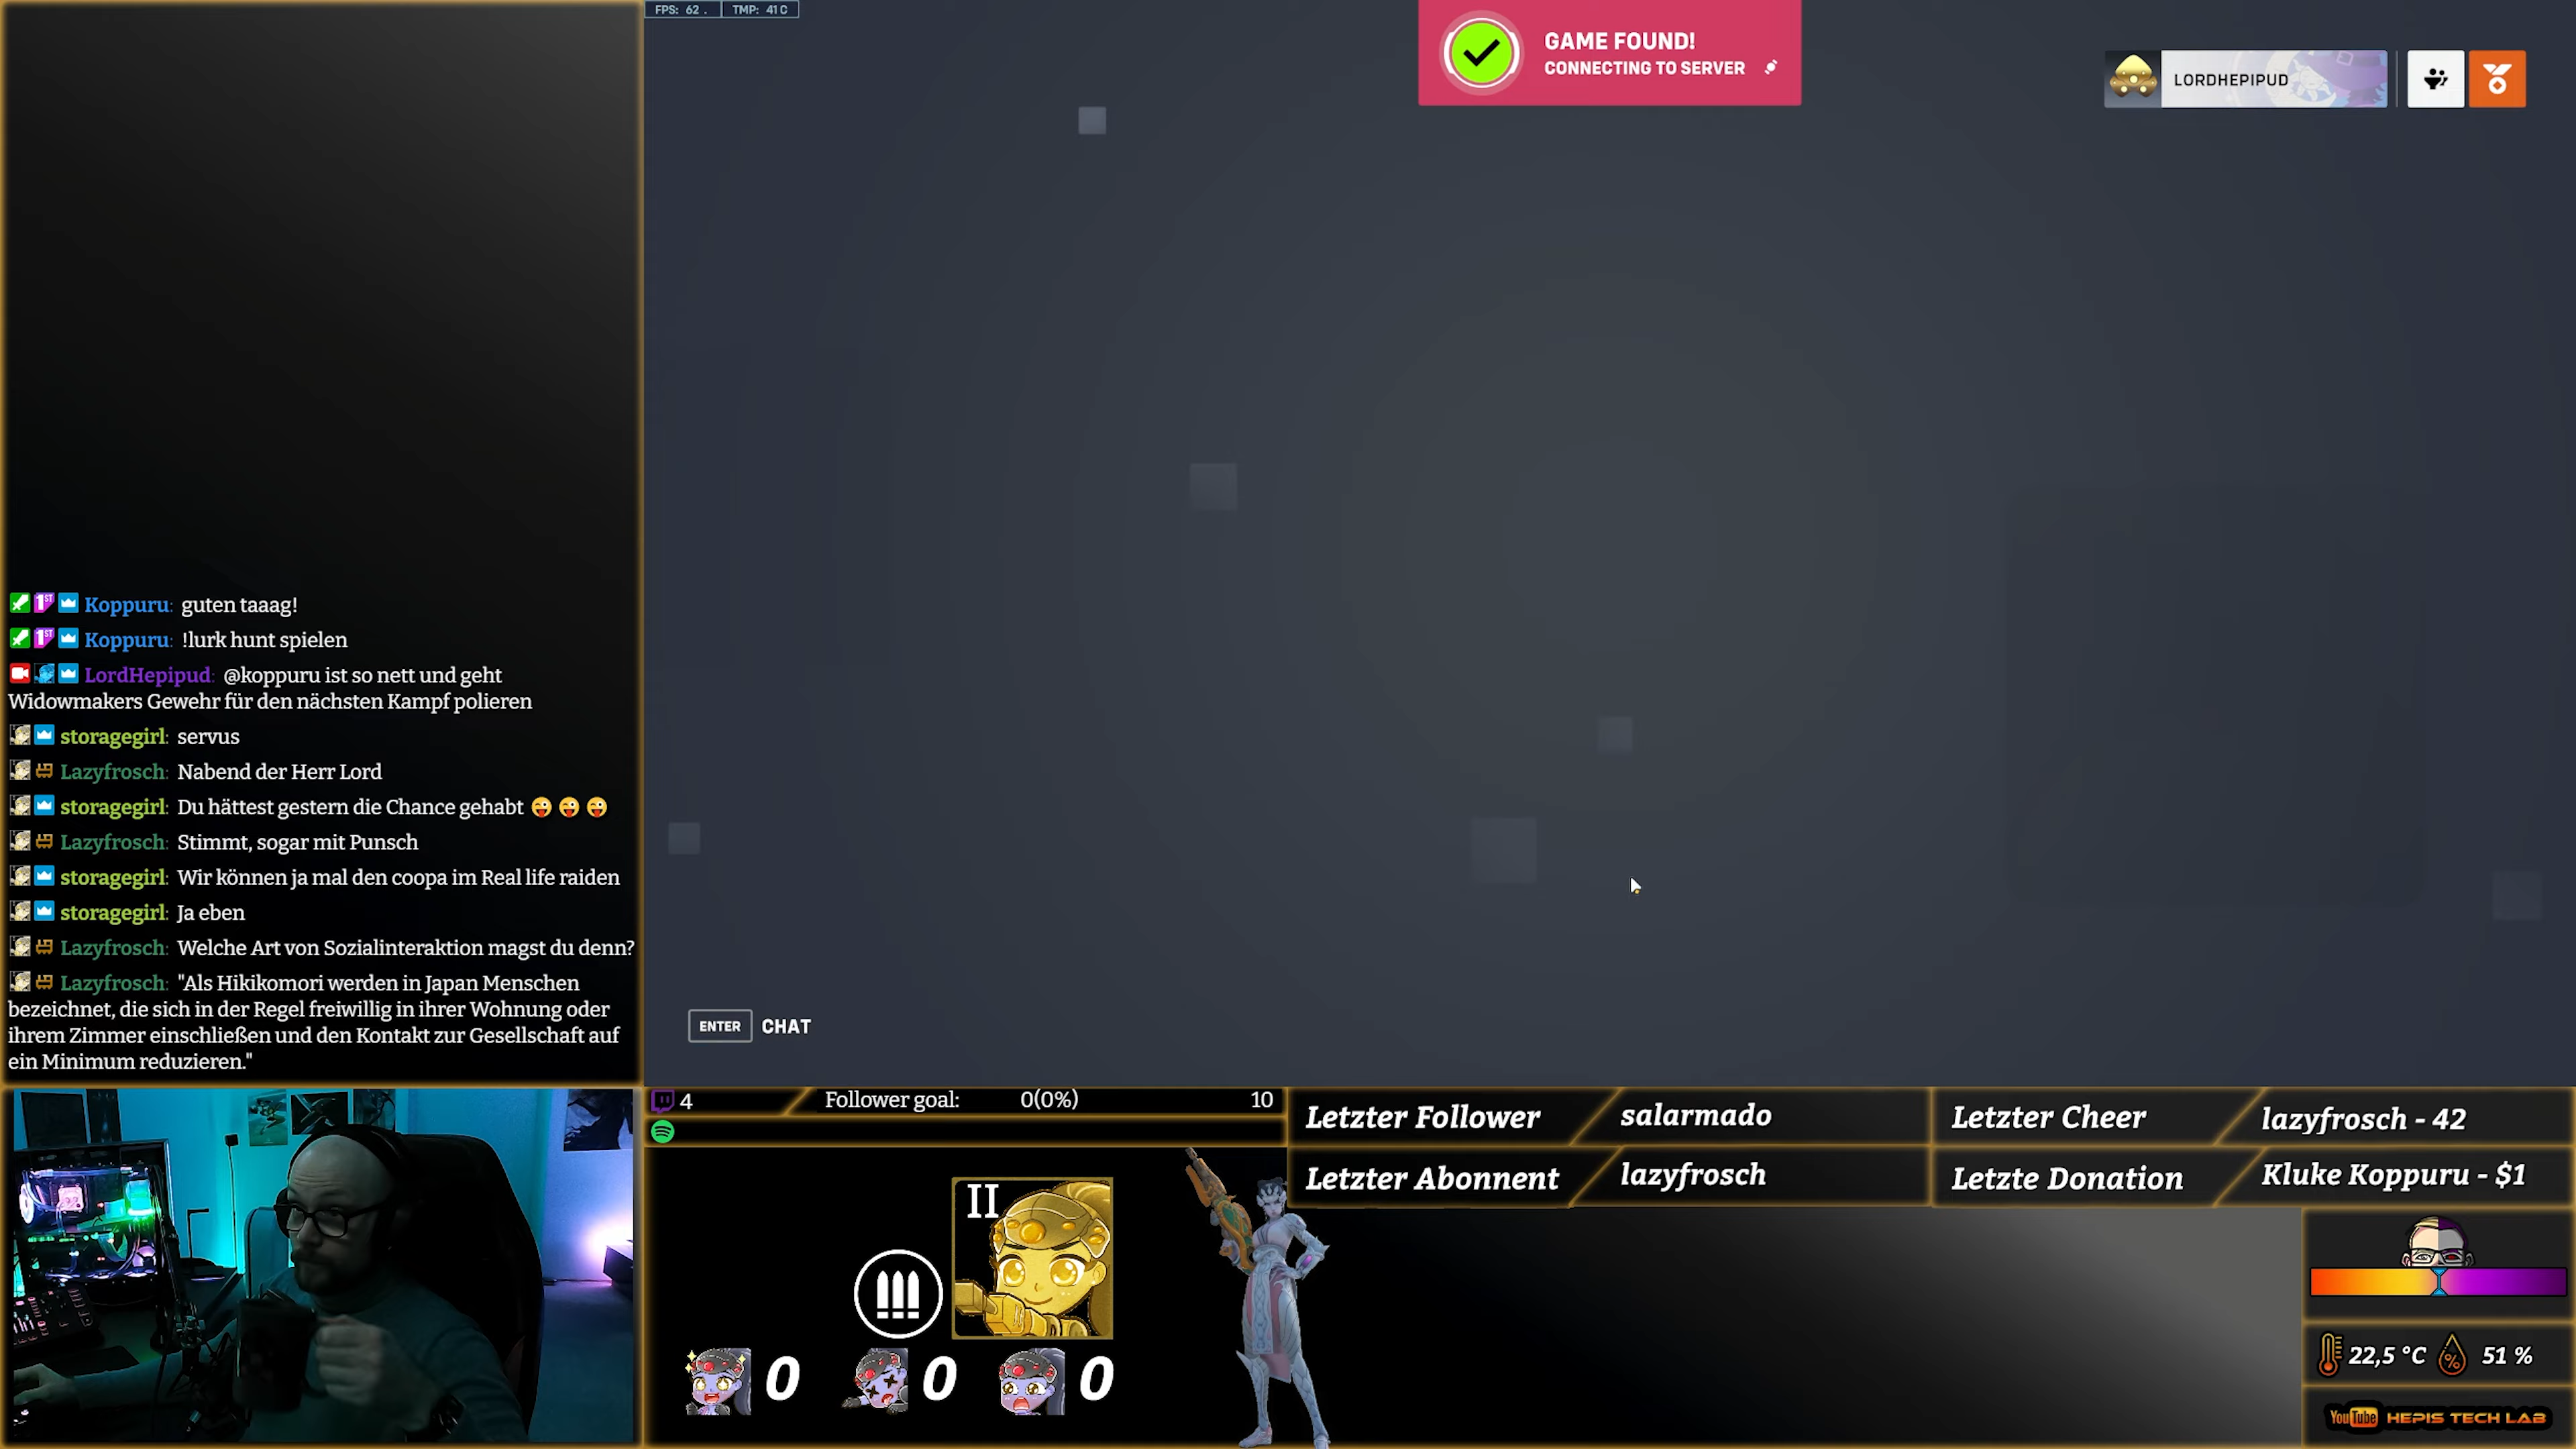 FPS: 62 . TMP: 41 C
GAME FOUND!
CONNECTING TO SERVER
LORDHEPIPUD
Koppuru: guten taaag!
Koppuru: !lurk hunt spielen
LordHepipud: @koppuru ist so nett und geht
Widowmakers Gewehr für den nächsten Kampf polieren
storagegirl: servus
Lazyfrosch: Nabend der Herr Lord
storagegirl: Du hättest gestern die Chance gehabt 😜 😜 😜
Lazyfrosch: Stimmt, sogar mit Punsch
storagegirl: Wir können ja mal den coopa im Real life raiden
storagegirl: Ja eben
Lazyfrosch: Welche Art von Sozialinteraktion magst du denn?
Lazyfrosch: "Als Hikikomori werden in Japan Menschen
bezeichnet, die sich in der Regel freiwillig in ihrer Wohnung oder
ihrem Zimmer einschließen und den Kontakt zur Gesellschaft auf
ein Minimum reduzieren."
ENTER CHAT
4 Follower goal: 0(0%) 10
Letzter Follower salarmado Letzter Cheer lazyfrosch - 42
Letzter Abonnent lazyfrosch Letzte Donation Kluke Koppuru - $1
II
0 0 0
22,5 °C % 51 %
YouTube HEPIS TECH LAB